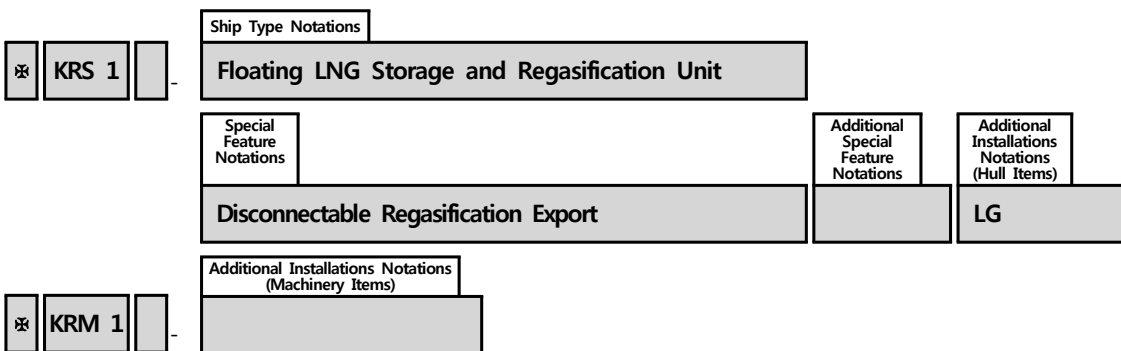 Ship Type Notations
✠ KRS 1 - Floating LNG Storage and Regasification Unit
Special
Feature
Notations
Additional
Special
Feature
Notations
Additional
Installations
Notations
(Hull Items)
Disconnectable Regasification Export
LG
Additional Installations Notations
(Machinery Items)
✠ KRM 1 -